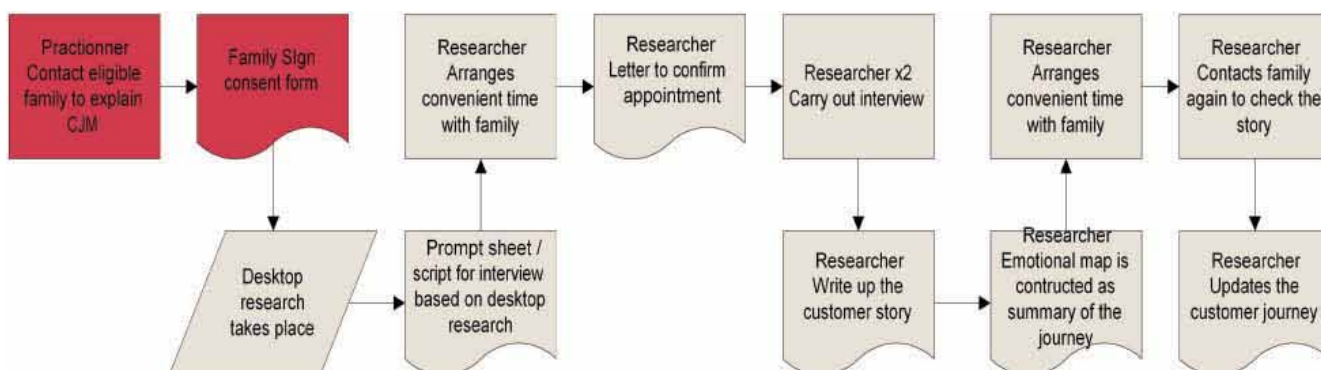 Practionner
Contact eligible
family to explain
CJM
Family SIgn
consent form
Desktop
research
takes place
Prompt sheet /
script for interview
based on desktop
research
Researcher
Arranges
convenient time
with family
Researcher
Letter to confirm
appointment
Researcher x2
Carry out interview
Researcher
Write up the
customer story
Researcher
Emotional map is
contructed as
summary of the
journey
Researcher
Arranges
convenient time
with family
Researcher
Contacts family
again to check the
story
Researcher
Updates the
customer journey